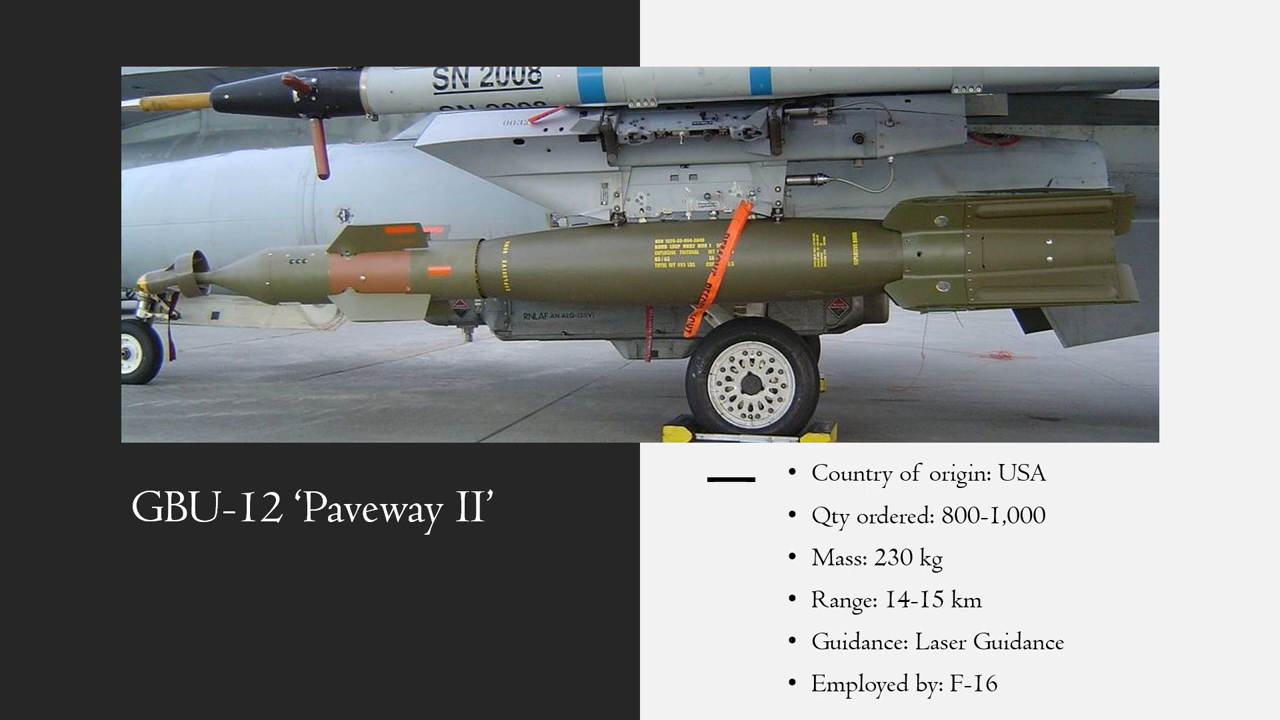 SN 2008
RNLAF AN-ALQ-131(V)
GBU-12 ‘Paveway II’
• Country of origin: USA
• Qty ordered: 800-1,000
• Mass: 230 kg
• Range: 14-15 km
• Guidance: Laser Guidance
• Employed by: F-16